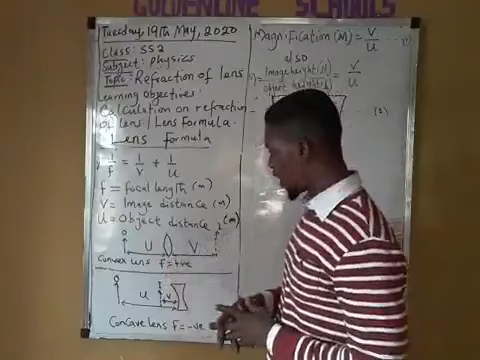 GOLDENLINE SCHOOLS
Tuesday, 19th May, 2020
Class: SS2
Subject: Physics
Topic: Refraction of lens
Learning objectives:
Calculation on refraction
of lens / Lens Formula.
Lens formula
1/f = 1/v + 1/u
f = focal length (m)
V = Image distance (m)
U = Object distance (m)
O
I
U
V
Convex lens f = +ve
O
I
U
v
Concave lens F = -ve
Magnification (M) = V/U
also
Image height / object height = V/U